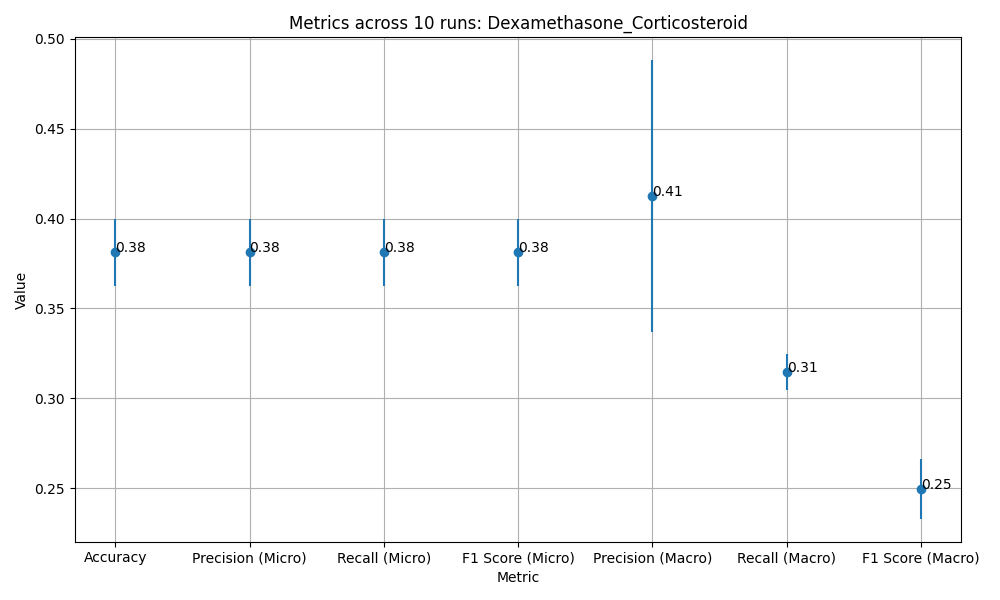 Metrics across 10 runs: Dexamethasone_Corticosteroid
0.50
0.45
0.40
0.35
0.30
0.25
Value
0.38
0.38
0.38
0.38
0.41
0.31
0.25
Accuracy
Precision (Micro)
Recall (Micro)
F1 Score (Micro)
Precision (Macro)
Recall (Macro)
F1 Score (Macro)
Metric